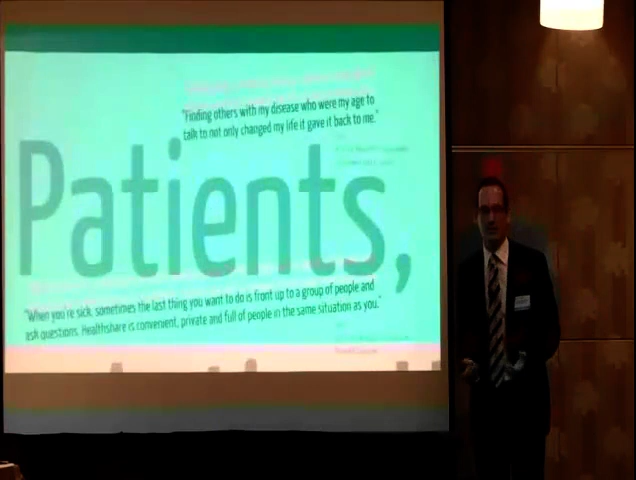 "Finding others with my disease who were my age to
talk to not only changed my life it gave it back to me."
Patients,
"When you're sick, sometimes the last thing you want to do is front up to a group of people and
ask questions. Healthshare is convenient, private and full of people in the same situation as you."